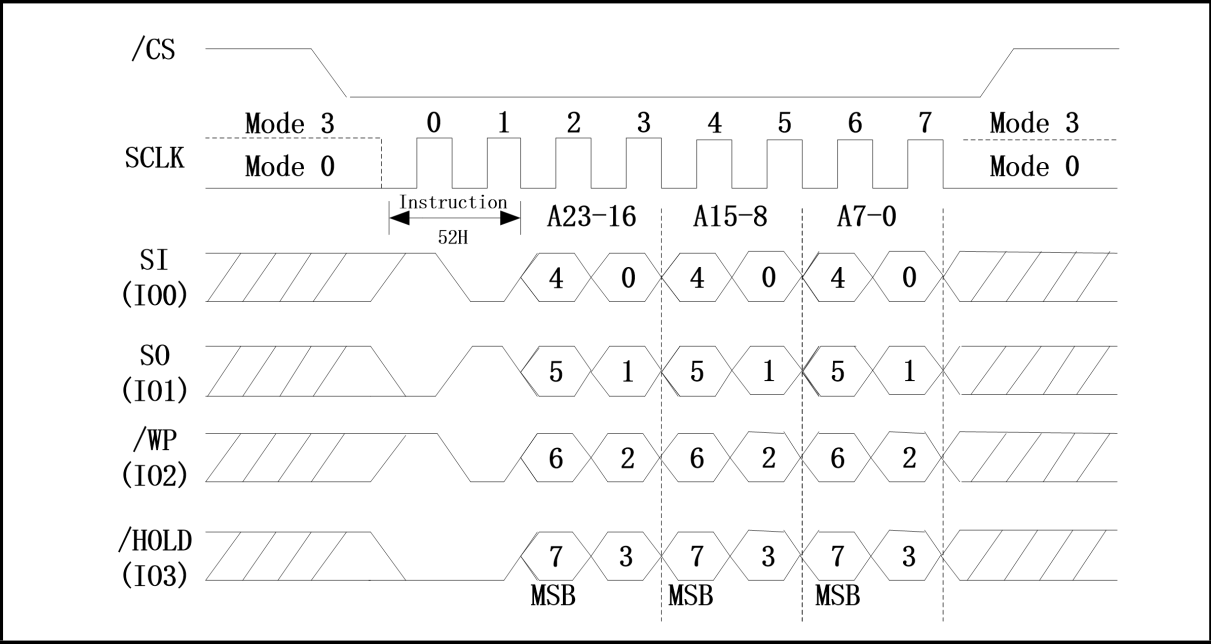 /CS
Mode 3 0 1 2 3 4 5 6 7 Mode 3
SCLK
Mode 0 Mode 0
Instruction
52H
A23-16 A15-8 A7-0
SI
(IO0)
4 0 4 0 4 0
SO
(IO1)
5 1 5 1 5 1
/WP
(IO2)
6 2 6 2 6 2
/HOLD
(IO3)
7 3 7 3 7 3
MSB MSB MSB